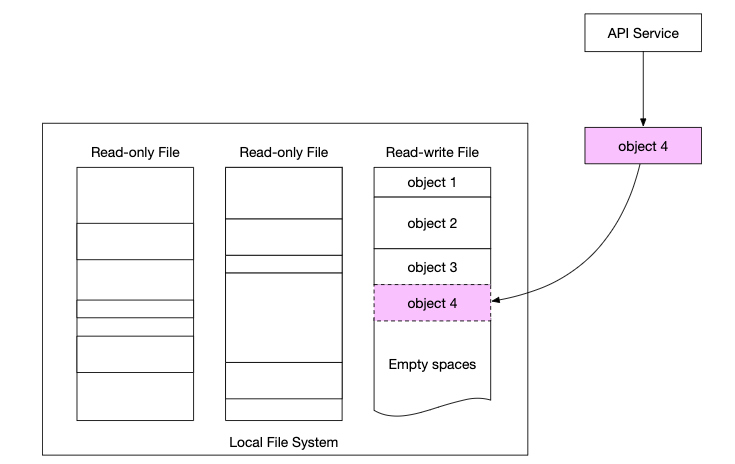 API Service
object 4
Read-only File
Read-only File
Read-write File
object 1
object 2
object 3
object 4
Empty spaces
Local File System